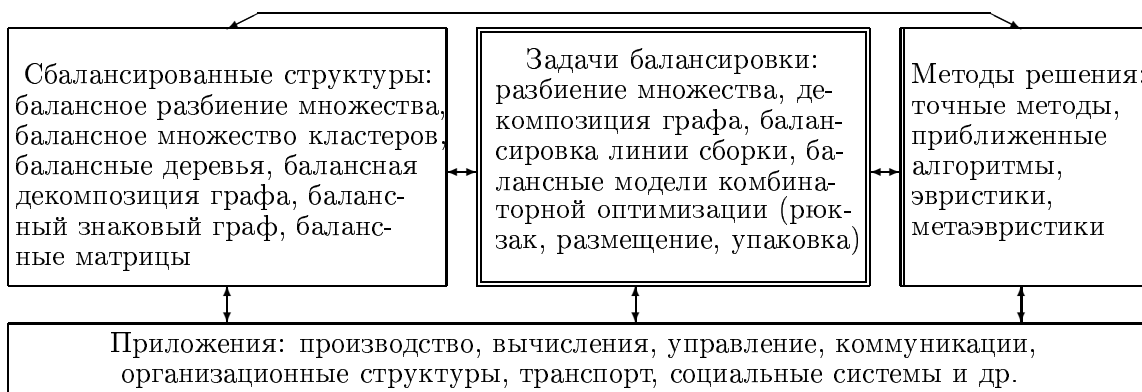 Сбалансированные структуры:
балансное разбиение множества,
балансное множество кластеров,
балансные деревья, балансная
декомпозиция графа, баланс-
ный знаковый граф, баланс-
ные матрицы
Задачи балансировки:
разбиение множества, де-
композиция графа, балан-
сировка линии сборки, ба-
лансные модели комбина-
торной оптимизации (рюк-
зак, размещение, упаковка)
Методы решения:
точные методы,
приближенные
алгоритмы,
эвристики,
метаэвристики
Приложения: производство, вычисления, управление, коммуникации,
организационные структуры, транспорт, социальные системы и др.